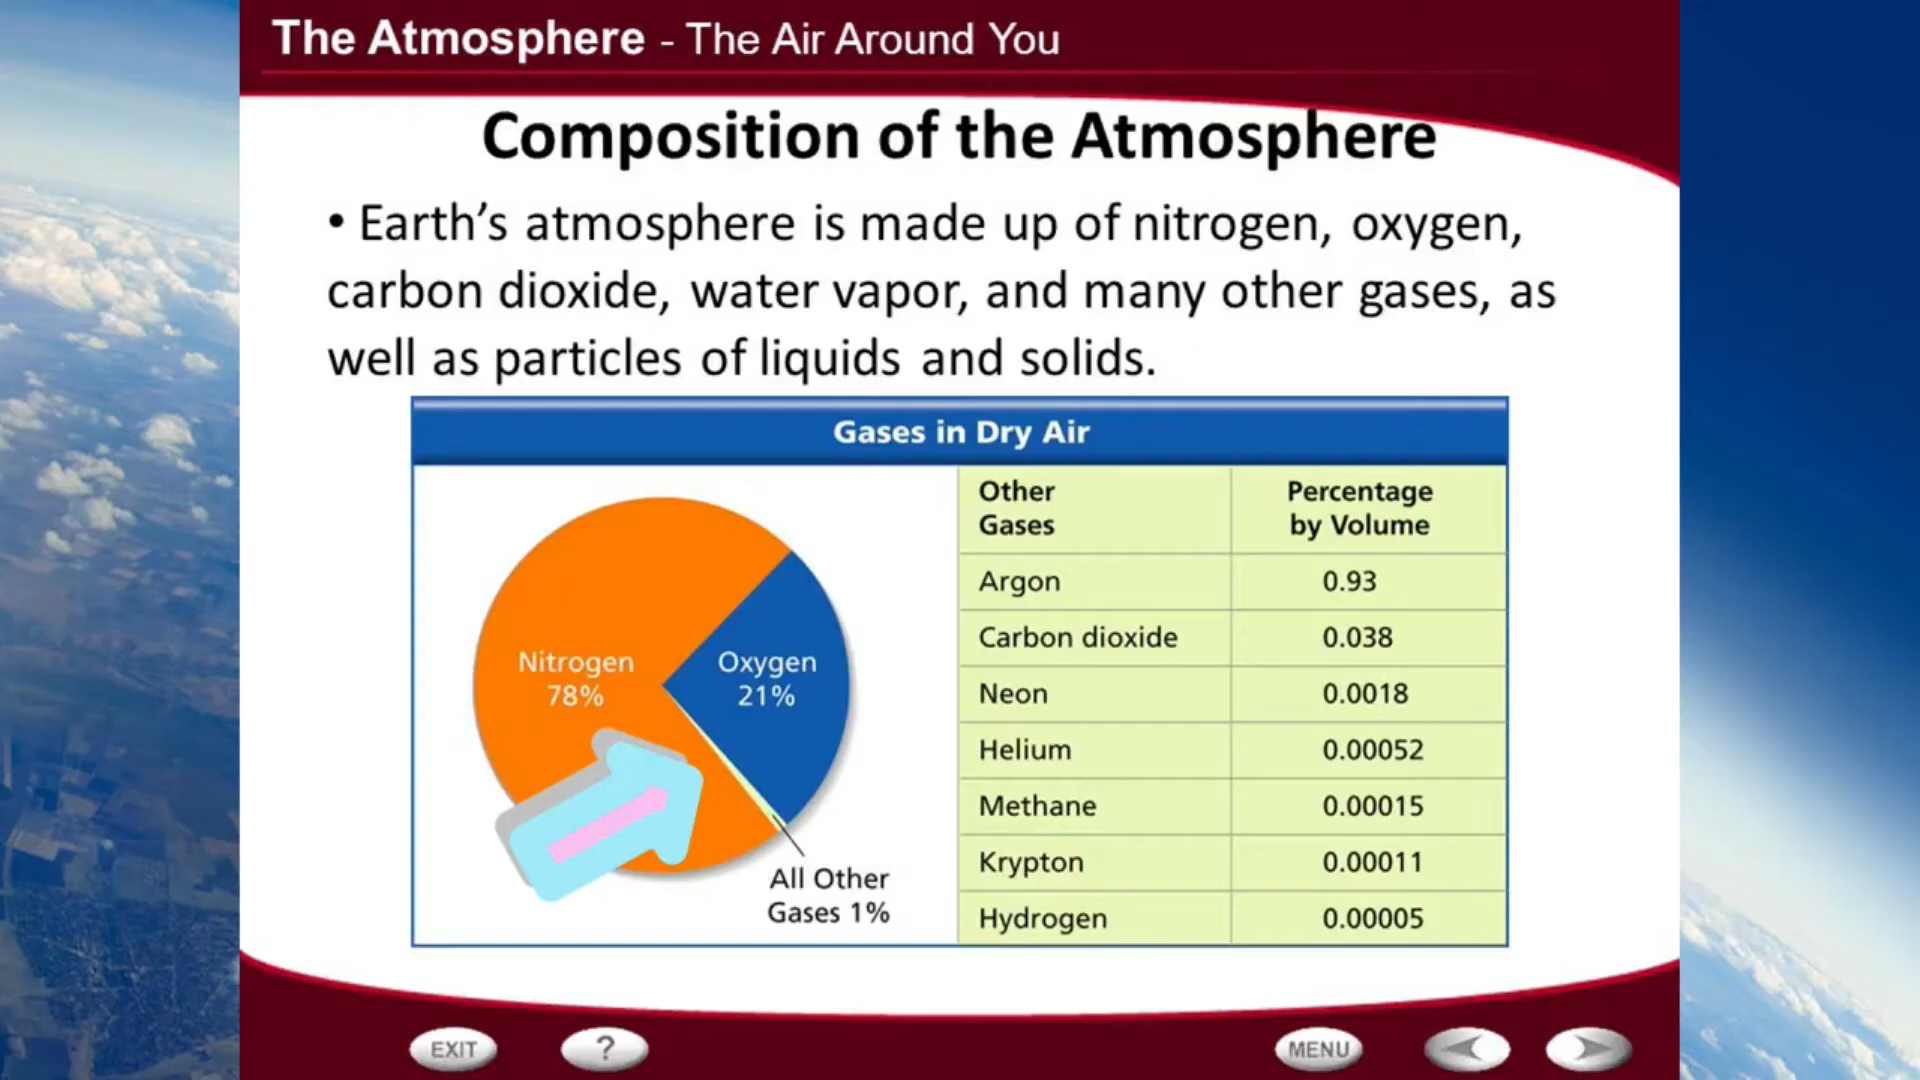 The Atmosphere - The Air Around You
Composition of the Atmosphere
• Earth’s atmosphere is made up of nitrogen, oxygen,
carbon dioxide, water vapor, and many other gases, as
well as particles of liquids and solids.
Gases in Dry Air
Nitrogen
78%
Oxygen
21%
All Other
Gases 1%
Other
Gases
Percentage
by Volume
Argon 0.93
Carbon dioxide 0.038
Neon 0.0018
Helium 0.00052
Methane 0.00015
Krypton 0.00011
Hydrogen 0.00005
EXIT ? MENU